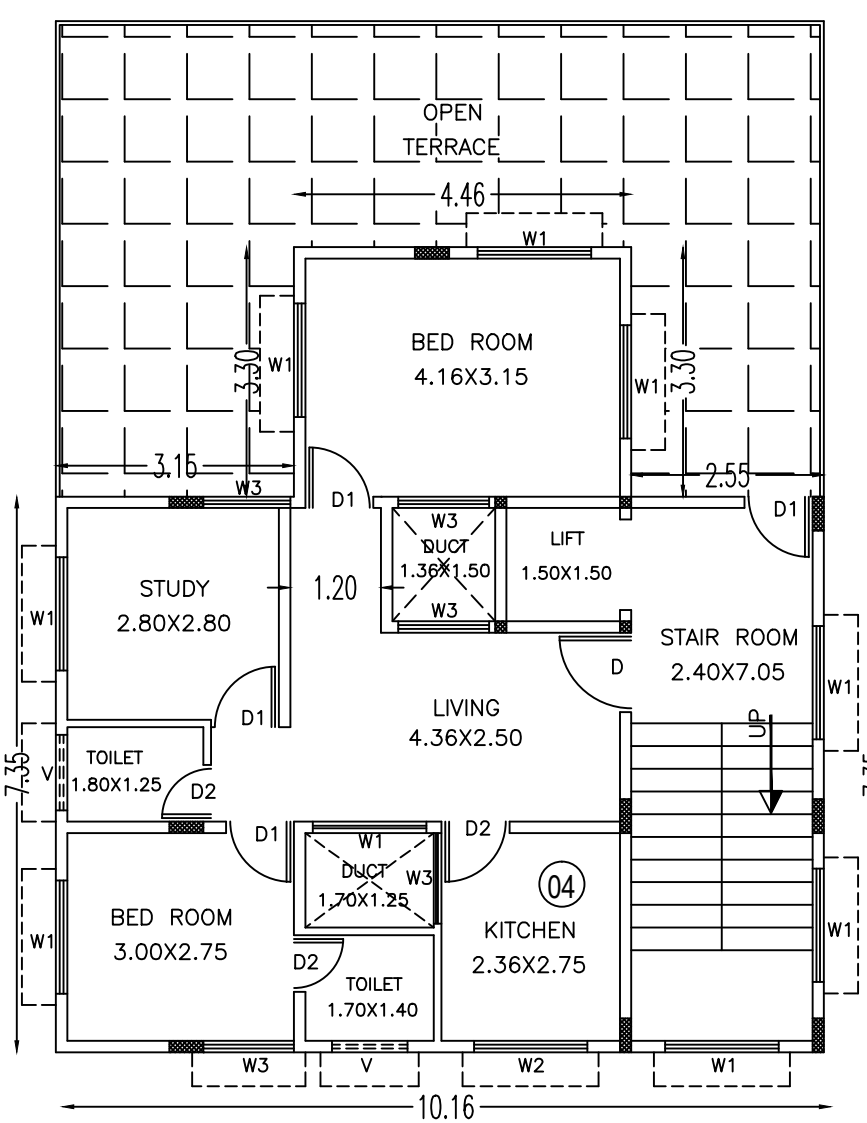 OPEN
TERRACE
4.46
W1
BED ROOM
4.16X3.15
W1
3.30
W1
3.30
3.15
W3
2.55
D1
D1
W3
DUCT
1.36X1.50
W3
LIFT
1.50X1.50
STUDY
2.80X2.80
1.20
W1
STAIR ROOM
2.40X7.05
D
W1
D1
LIVING
4.36X2.50
UP
TOILET
1.80X1.25
V
7.35
D2
D1
W1
D2
DUCT
1.70X1.25
W3
04
BED ROOM
3.00X2.75
W1
KITCHEN
2.36X2.75
W1
D2
TOILET
1.70X1.40
W3
V
W2
W1
10.16